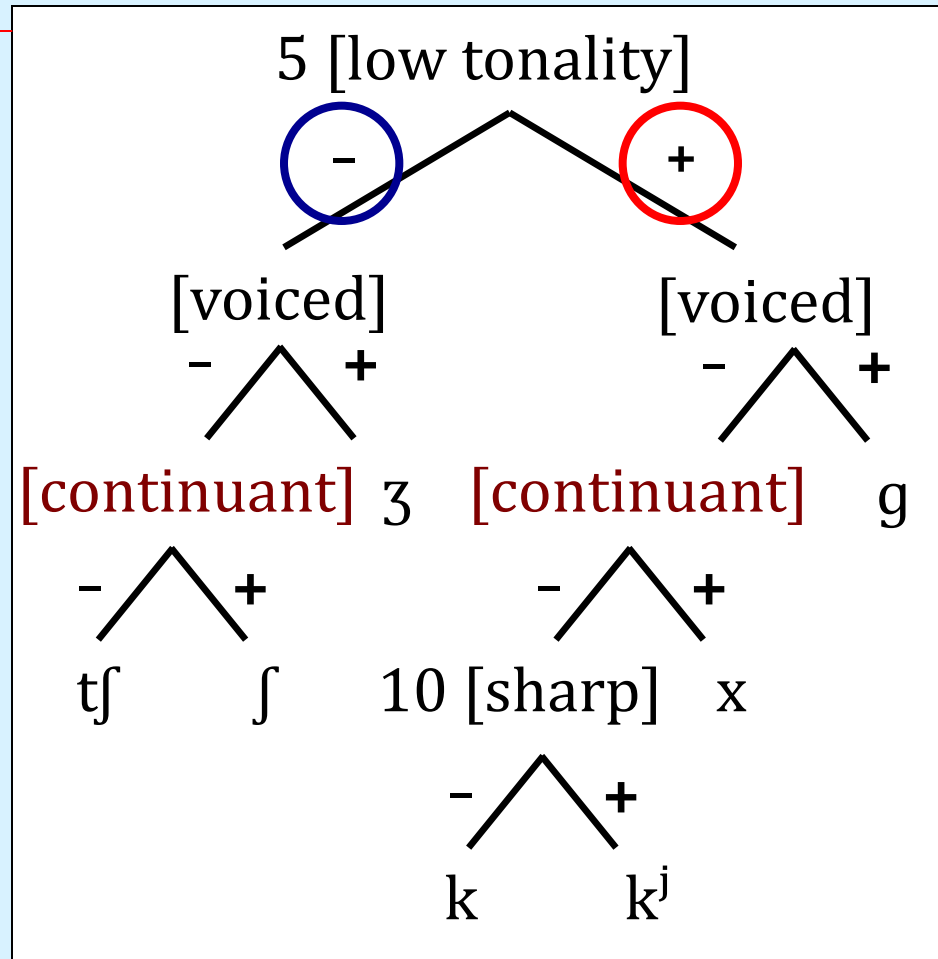 5 [low tonality]
– +
[voiced] [voiced]
– + – +
[continuant] ʒ [continuant] g
– + – +
tʃ ʃ 10 [sharp] x
– +
k kʲ